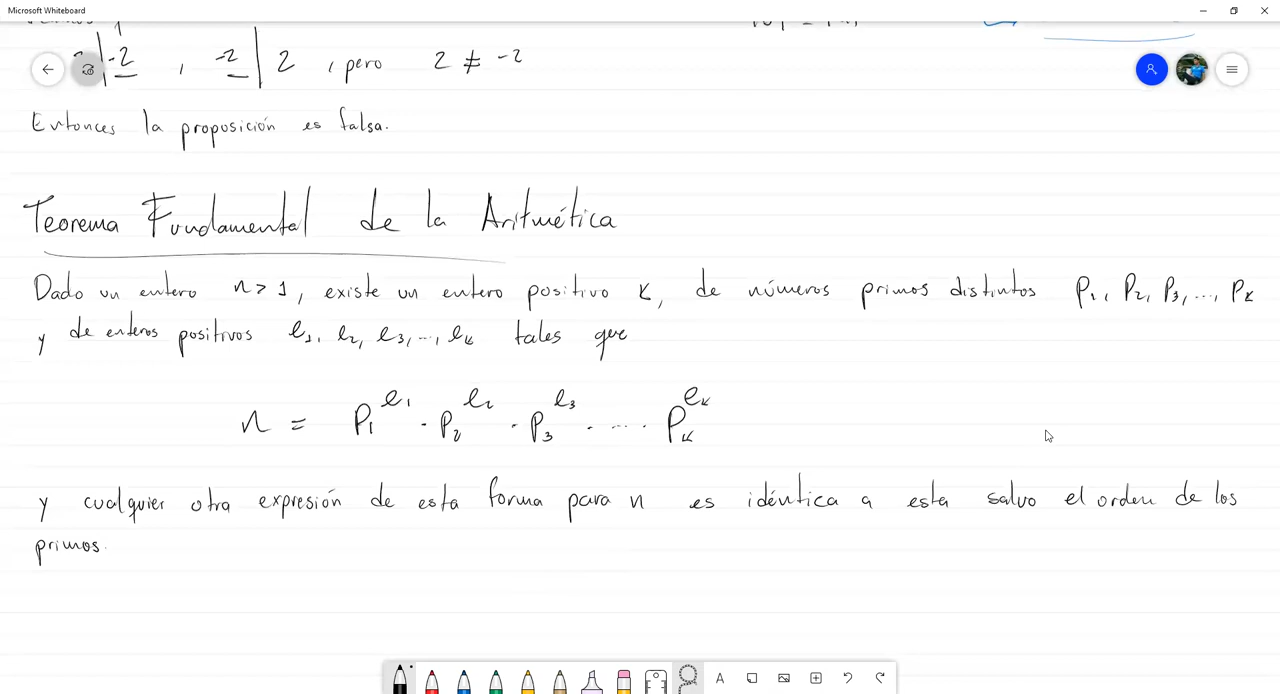 Microsoft Whiteboard
|-2 , -2 | 2 , pero 2 ≠ -2
Entonces la proposición es falsa.
Teorema Fundamental de la Aritmética
Dado un entero n > 1, existe un entero positivo K, de números primos distintos P₁, P₂, P₃, ..., Pₖ
y de enteros positivos e₁, e₂, e₃, ..., eₖ tales que
n = P₁^e₁ · P₂^e₂ · P₃^e₃ · .... Pₖ^eₖ
y cualquier otra expresión de esta forma para n es idéntica a esta salvo el orden de los
primos.
A